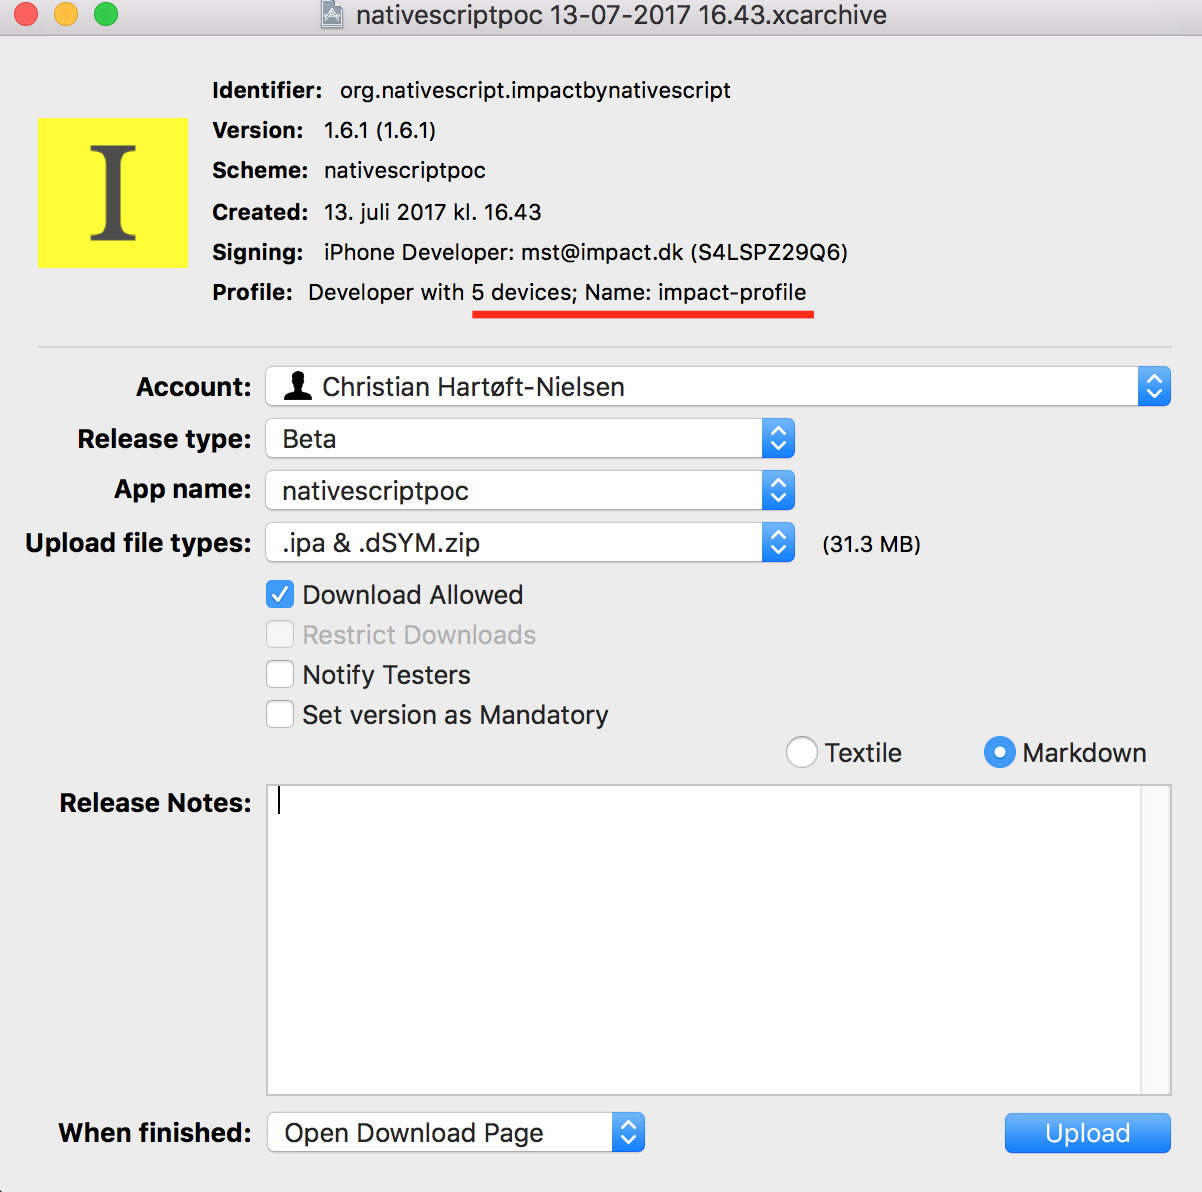 nativescriptpoc 13-07-2017 16.43.xcarchive
I
Identifier: org.nativescript.impactbynativescript
Version: 1.6.1 (1.6.1)
Scheme: nativescriptpoc
Created: 13. juli 2017 kl. 16.43
Signing: iPhone Developer: mst@impact.dk (S4LSPZ29Q6)
Profile: Developer with 5 devices; Name: impact-profile
Account: Christian Hartøft-Nielsen
Release type: Beta
App name: nativescriptpoc
Upload file types: .ipa & .dSYM.zip (31.3 MB)
Download Allowed
Restrict Downloads
Notify Testers
Set version as Mandatory
Textile Markdown
Release Notes:
When finished: Open Download Page Upload